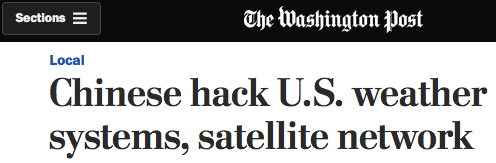 Sections
The Washington Post
Local
Chinese hack U.S. weather
systems, satellite network